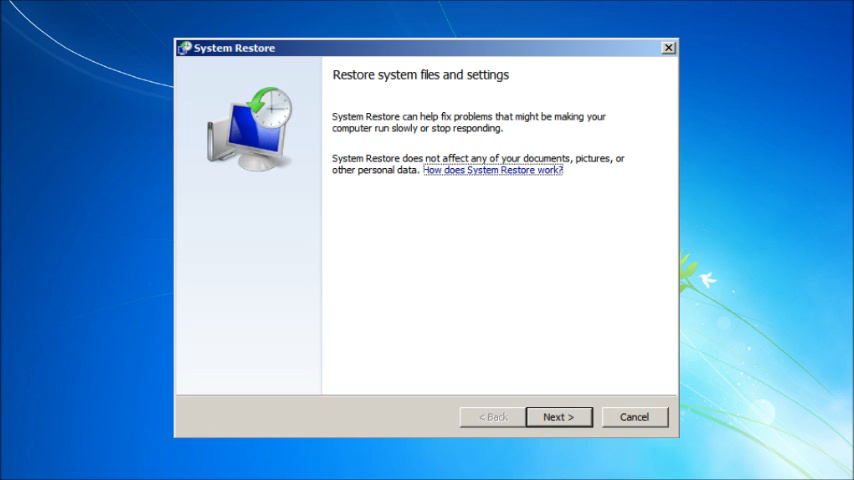 System Restore
Restore system files and settings
System Restore can help fix problems that might be making your
computer run slowly or stop responding.
System Restore does not affect any of your documents, pictures, or
other personal data. How does System Restore work?
< Back
Next >
Cancel